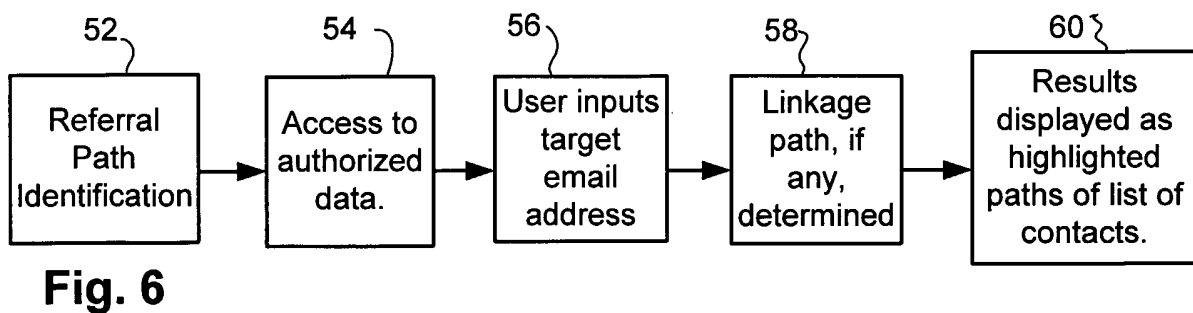 52
54
56
58
60
Referral
Path
Identification
Access to
authorized
data.
User inputs
target
email
address
Linkage
path, if
any,
determined
Results
displayed as
highlighted
paths of list of
contacts.
Fig. 6